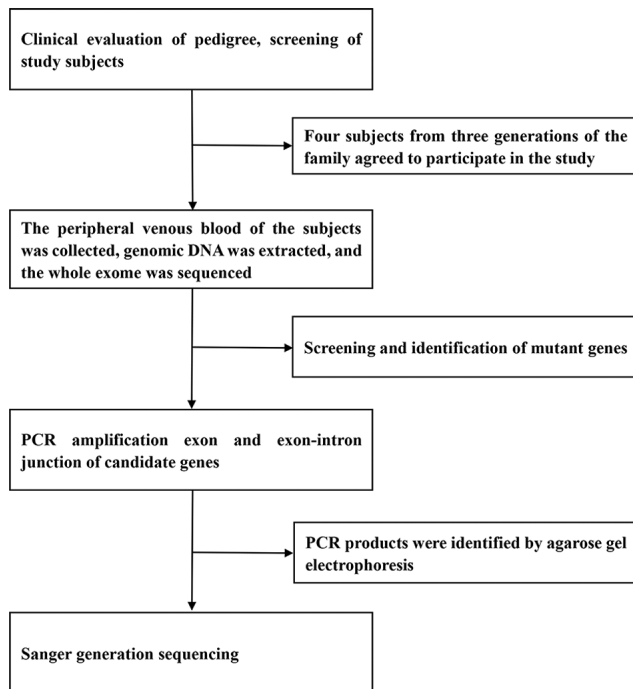 Clinical evaluation of pedigree, screening of
study subjects
Four subjects from three generations of the
family agreed to participate in the study
The peripheral venous blood of the subjects
was collected, genomic DNA was extracted, and
the whole exome was sequenced
Screening and identification of mutant genes
PCR amplification exon and exon-intron
junction of candidate genes
PCR products were identified by agarose gel
electrophoresis
Sanger generation sequencing